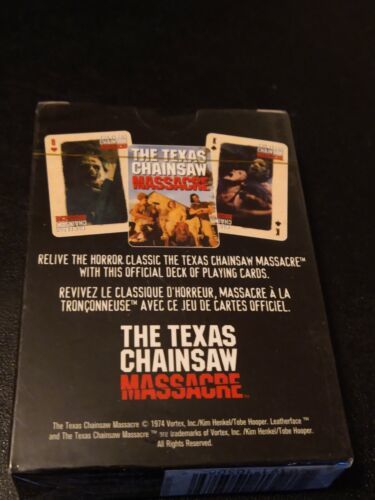 THE TEXAS
CHAINSAW
MASSACRE
RELIVE THE HORROR CLASSIC THE TEXAS CHAINSAW MASSACRE™
WITH THIS OFFICIAL DECK OF PLAYING CARDS.
REVIVEZ LE CLASSIQUE D'HORREUR, MASSACRE À LA
TRONÇONNEUSE™ AVEC CE JEU DE CARTES OFFICIEL.
THE TEXAS
CHAINSAW
MASSACRE™
The Texas Chainsaw Massacre © 1974 Vortex, Inc./Kim Henkel/Tobe Hooper. Leatherface™
and The Texas Chainsaw Massacre™ are trademarks of Vortex, Inc. /Kim Henkel/Tobe Hooper.
All Rights Reserved.